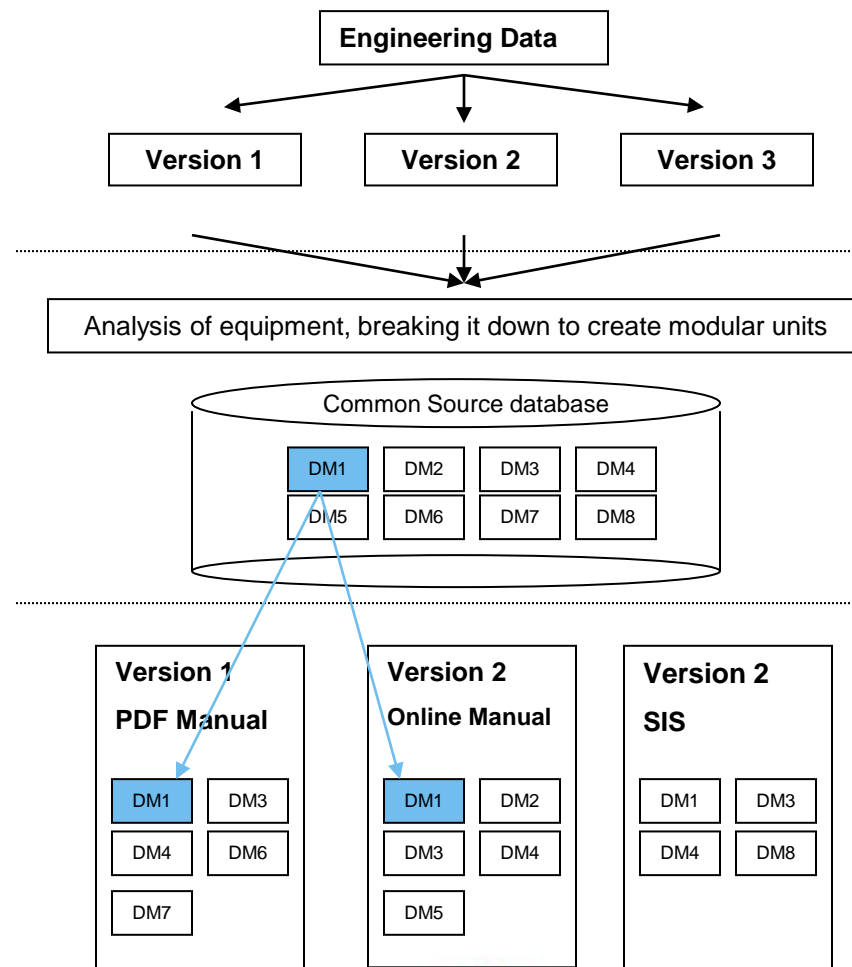 Engineering Data
Version 1
Version 2
Version 3
Analysis of equipment, breaking it down to create modular units
Common Source database
DM1 DM2 DM3 DM4
DM5 DM6 DM7 DM8
Version 1
PDF Manual
DM1 DM3
DM4 DM6
DM7
Version 2
Online Manual
DM1 DM2
DM3 DM4
DM5
Version 2
SIS
DM1 DM3
DM4 DM8